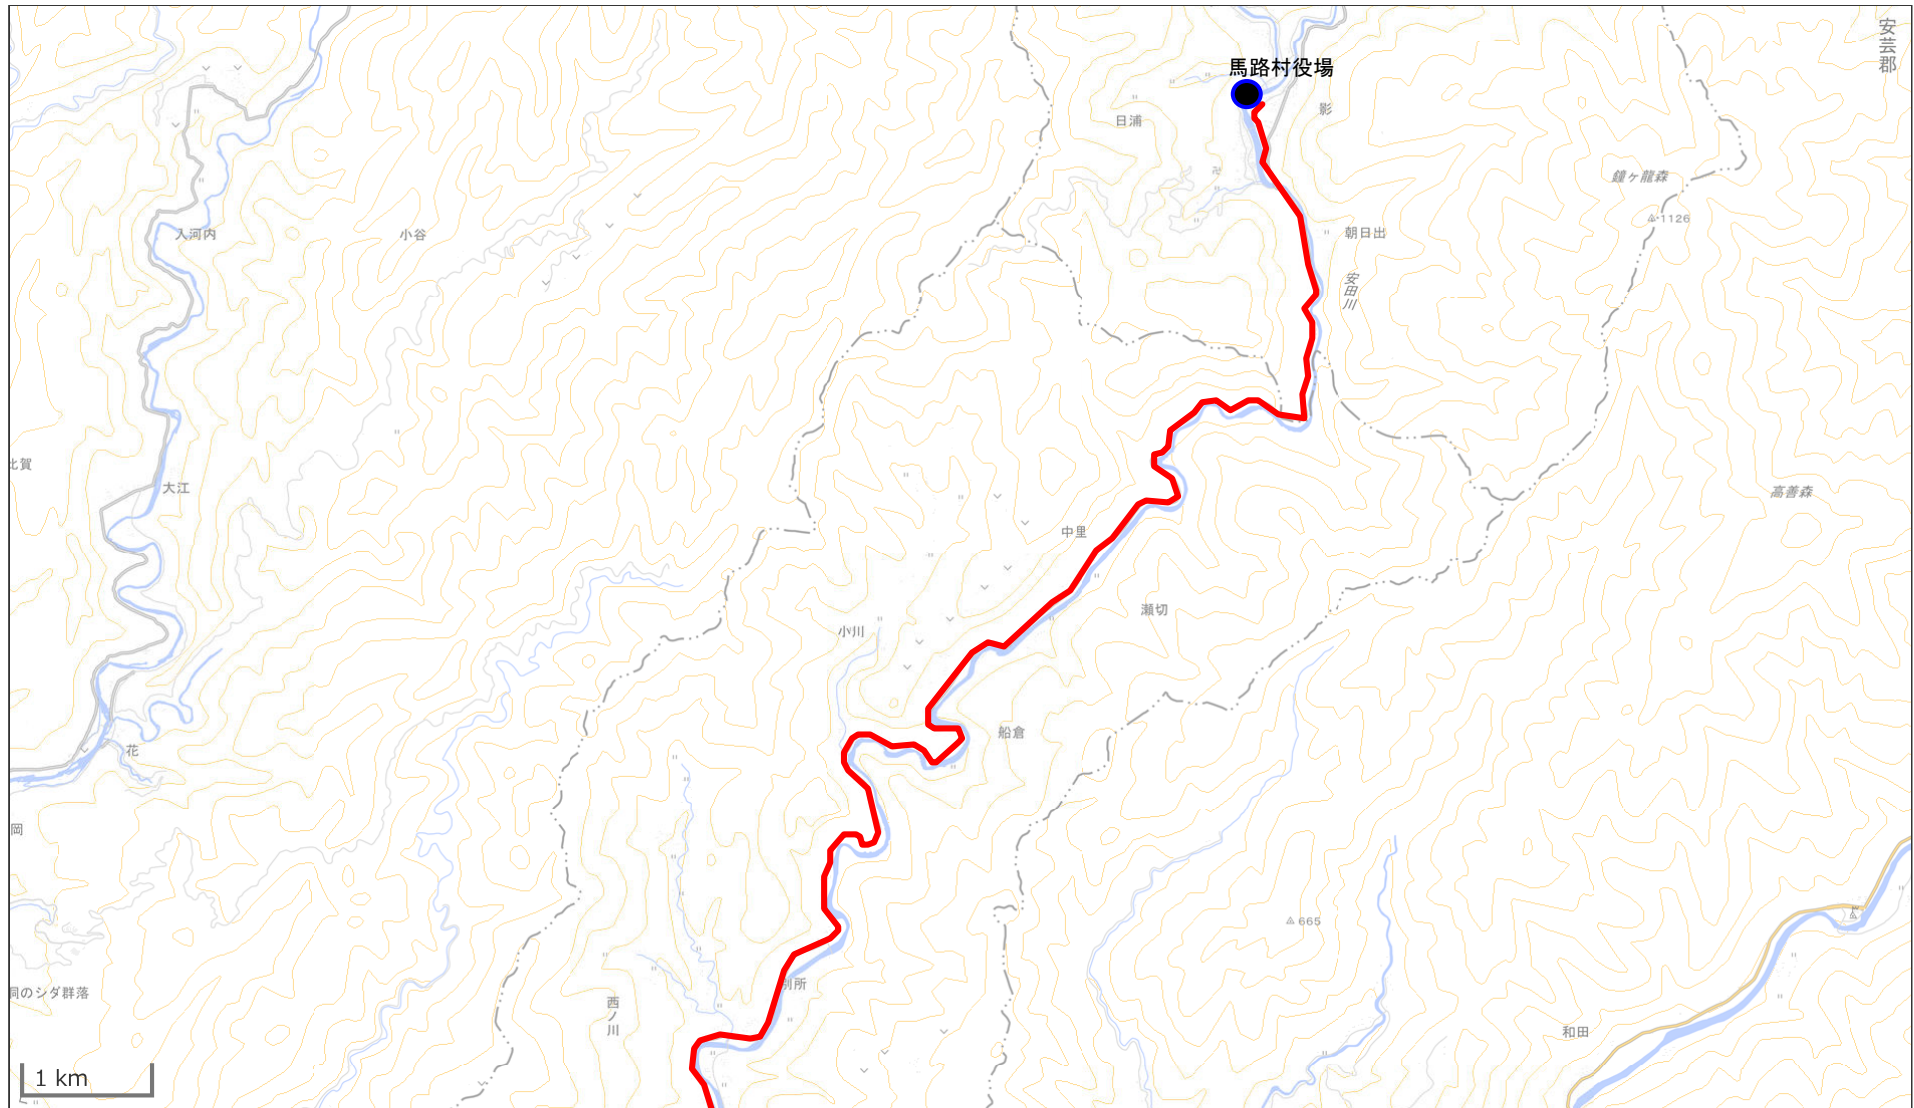 安芸郡
馬路村役場
影
日浦
鐘ヶ龍森
1126
入河内
小谷
朝日出
安田川
比賀
大江
高善森
中里
瀬切
小川
船倉
花
岡
665
別所
洞のシダ群落
西ノ川
和田
1 km